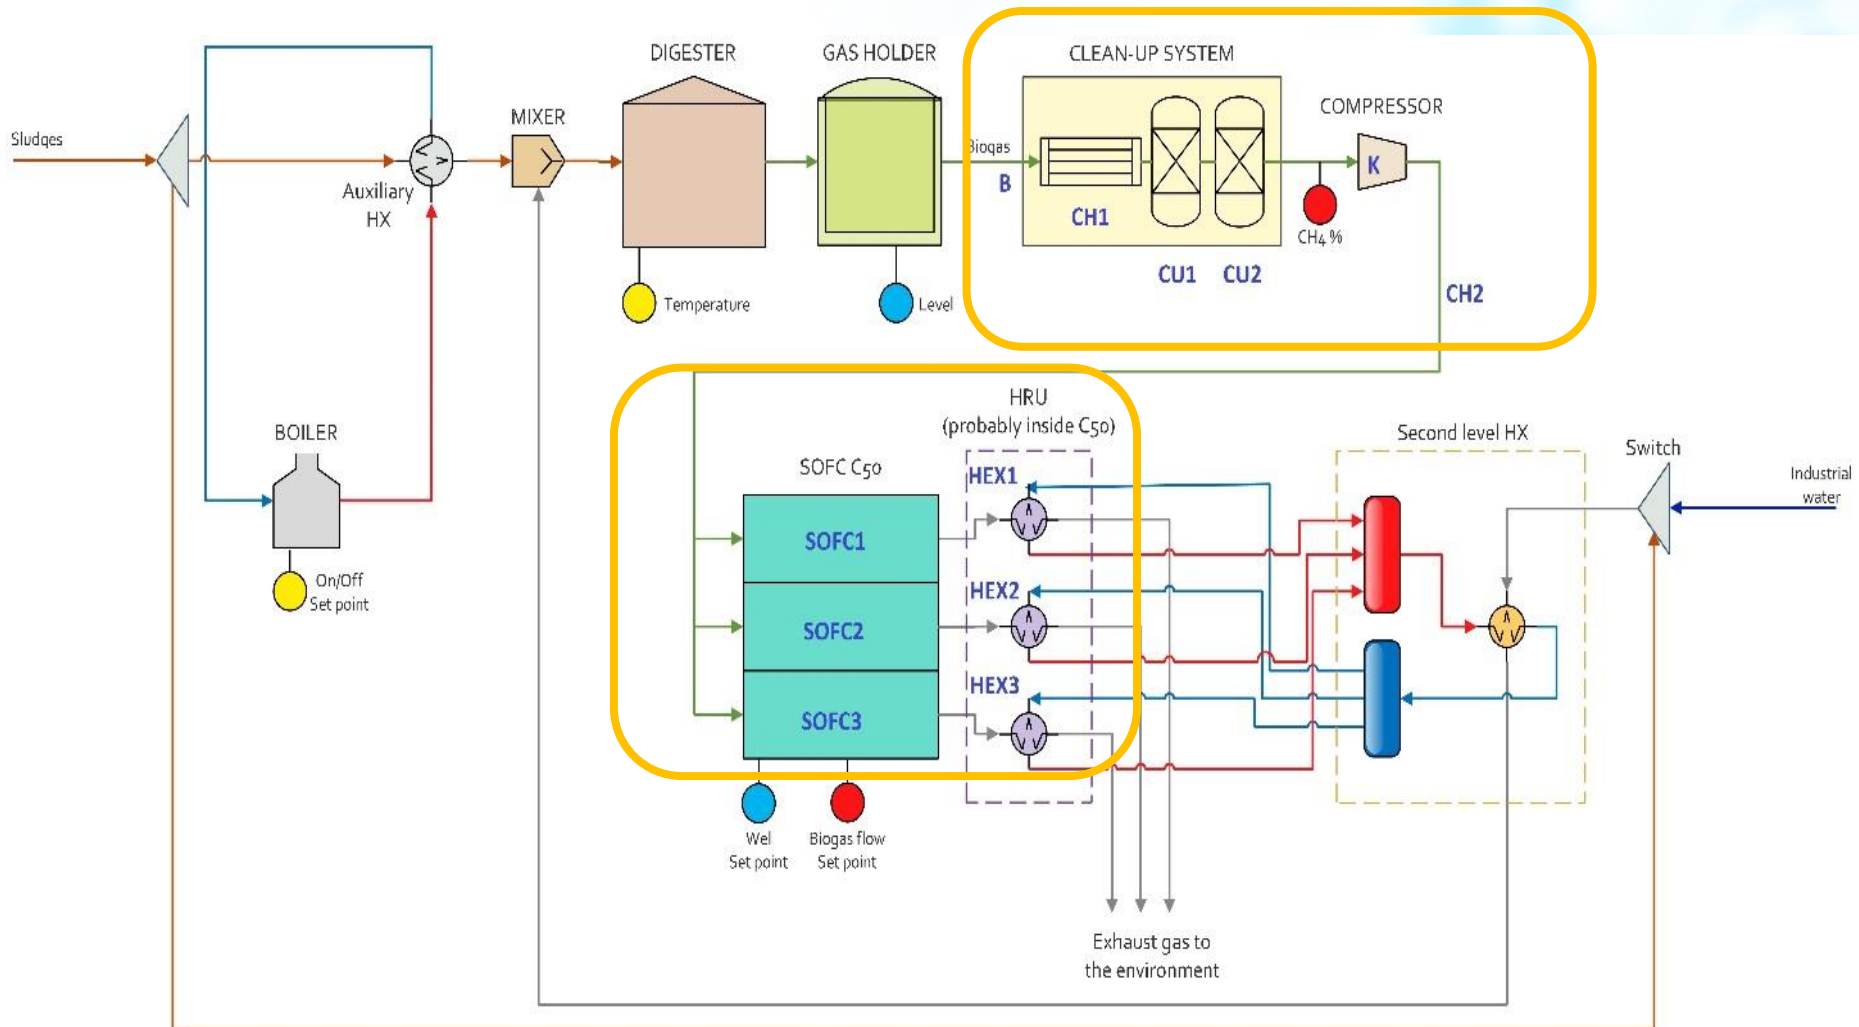 DIGESTER
GAS HOLDER
CLEAN-UP SYSTEM
COMPRESSOR
MIXER
Sludges
Auxiliary
HX
Biogas
B
CH1
K
CH4 %
CU1
CU2
CH2
Temperature
Level
BOILER
On/Off
Set point
HRU
(probably inside C50)
SOFC C50
Second level HX
Switch
Industrial
water
HEX1
SOFC1
HEX2
SOFC2
HEX3
SOFC3
Wel
Set point
Biogas flow
Set point
Exhaust gas to
the environment